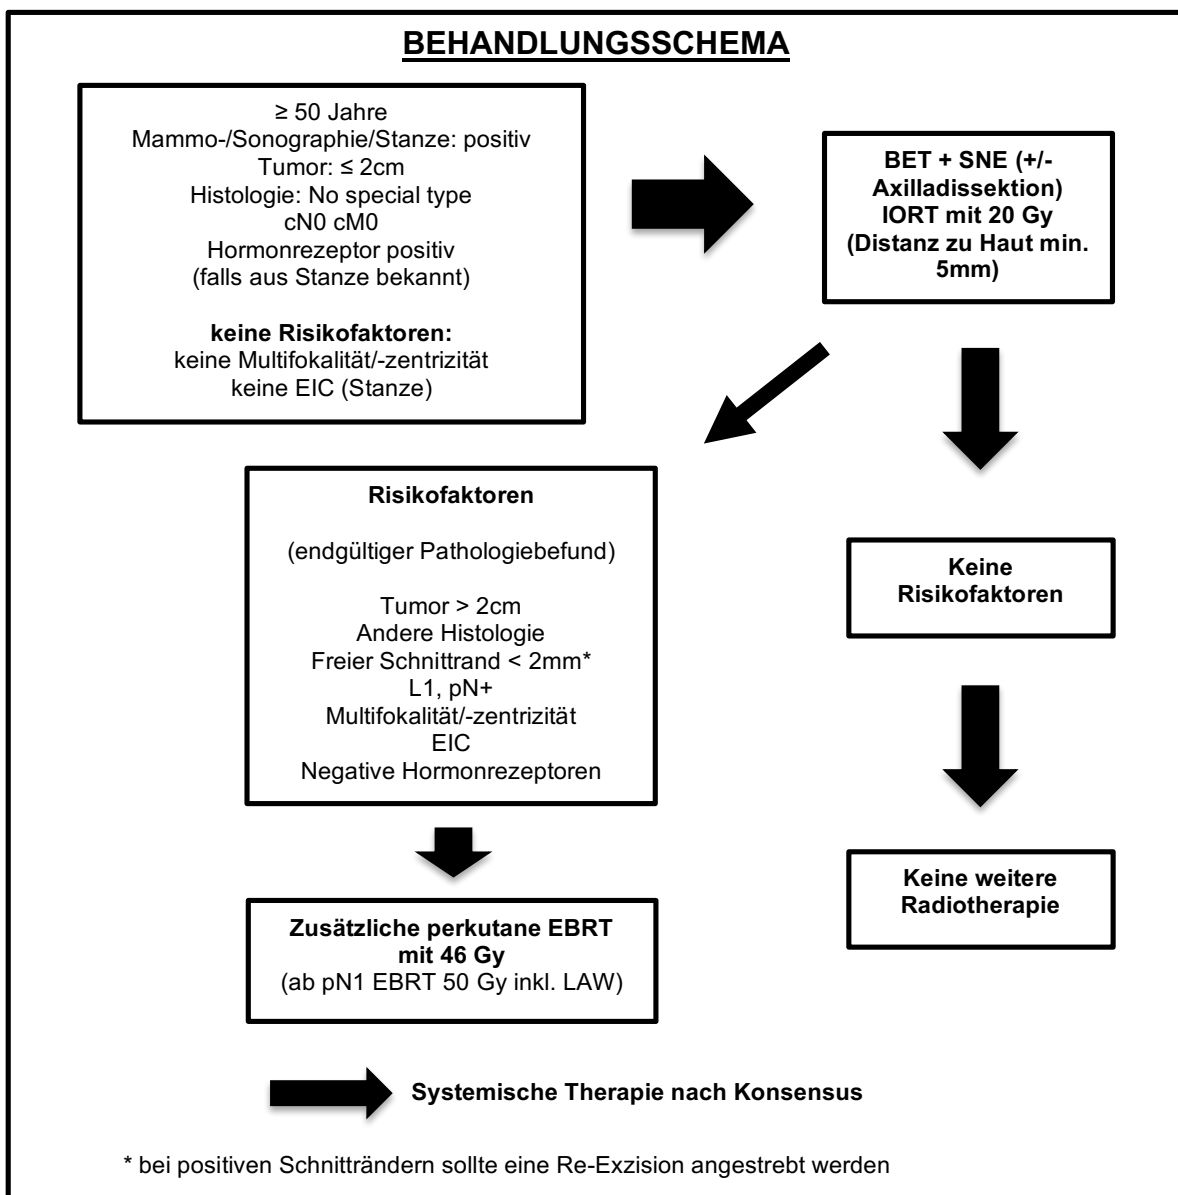 BEHANDLUNGSSCHEMA
≥ 50 Jahre
Mammo-/Sonographie/Stanze: positiv
Tumor: ≤ 2cm
Histologie: No special type
cN0 cM0
Hormonrezeptor positiv
(falls aus Stanze bekannt)
keine Risikofaktoren:
keine Multifokalität/-zentrizität
keine EIC (Stanze)
BET + SNE (+/-
Axilladissektion)
IORT mit 20 Gy
(Distanz zu Haut min.
5mm)
Risikofaktoren
(endgültiger Pathologiebefund)
Tumor > 2cm
Andere Histologie
Freier Schnittrand < 2mm*
L1, pN+
Multifokalität/-zentrizität
EIC
Negative Hormonrezeptoren
Keine
Risikofaktoren
Zusätzliche perkutane EBRT
mit 46 Gy
(ab pN1 EBRT 50 Gy inkl. LAW)
Keine weitere
Radiotherapie
Systemische Therapie nach Konsensus
* bei positiven Schnitträndern sollte eine Re-Exzision angestrebt werden